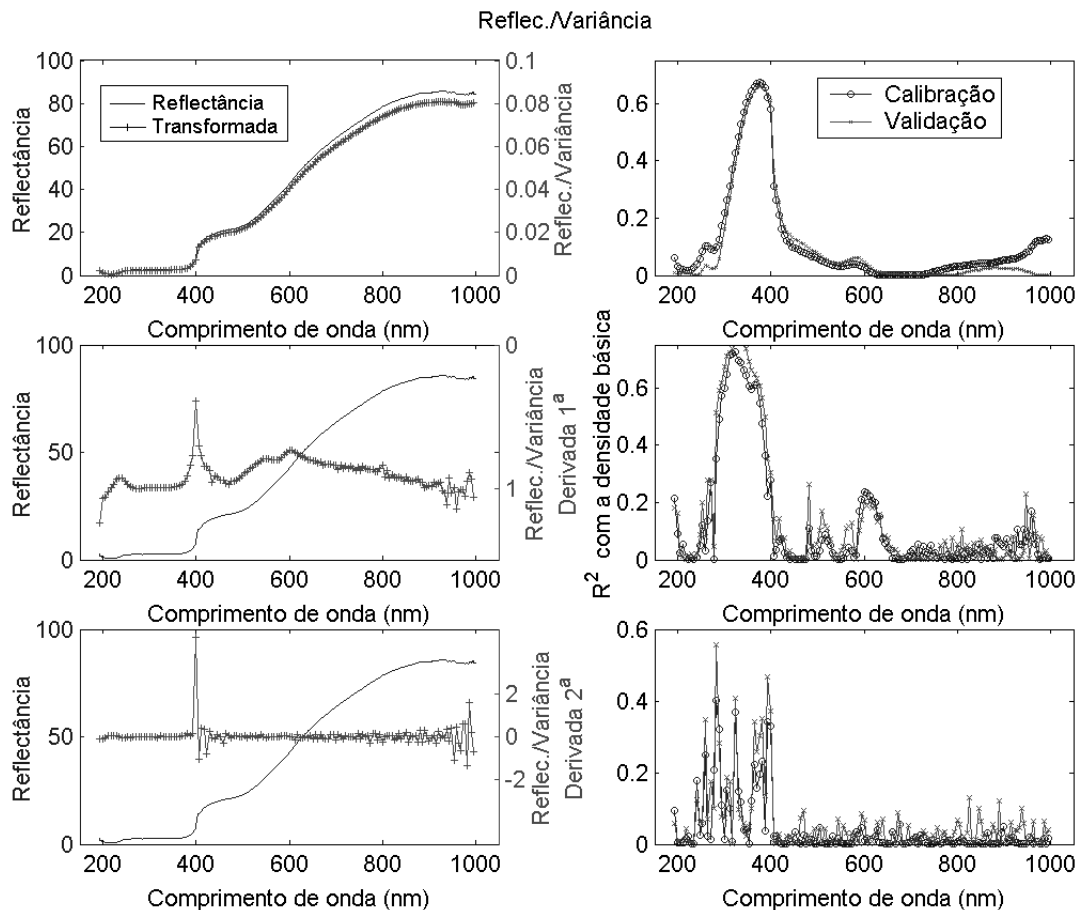 Reflec./Variância
100
80
60
40
20
0
Reflectância
Reflectância
Transformada
0.1
0.08
0.06
0.04
0.02
0
Reflec./Variância
200 400 600 800 1000
Comprimento de onda (nm)
0.6
0.4
0.2
0
Calibração
Validação
200 400 600 800 1000
Comprimento de onda (nm)
100
50
0
Reflectância
0
1
Reflec./Variância
Derivada 1ª
200 400 600 800 1000
Comprimento de onda (nm)
0.6
0.4
0.2
0
R² com a densidade básica
200 400 600 800 1000
Comprimento de onda (nm)
100
50
0
Reflectância
2
0
-2
Reflec./Variância
Derivada 2ª
200 400 600 800 1000
Comprimento de onda (nm)
0.6
0.4
0.2
0
200 400 600 800 1000
Comprimento de onda (nm)